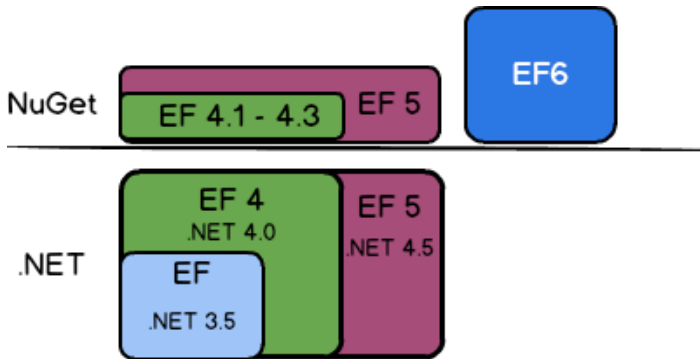 EF6
NuGet
EF 4.1 - 4.3
EF 5
EF 4
.NET 4.0
EF 5
.NET 4.5
.NET
EF
.NET 3.5